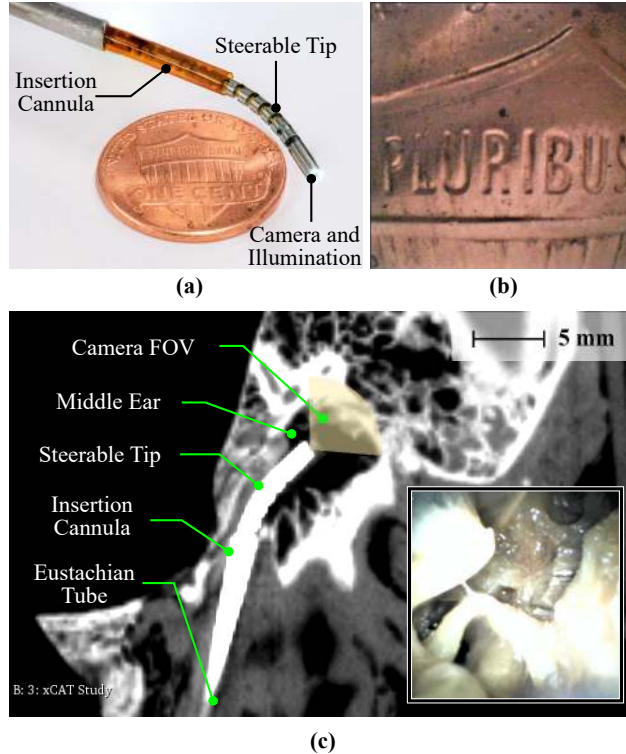 Steerable Tip
Insertion
Cannula
ONE CENT
Camera and
Illumination
(a)
PLURIBUS
(b)
Camera FOV
5 mm
Middle Ear
Steerable Tip
Insertion
Cannula
Eustachian
Tube
B: 3: xCAT Study
(c)